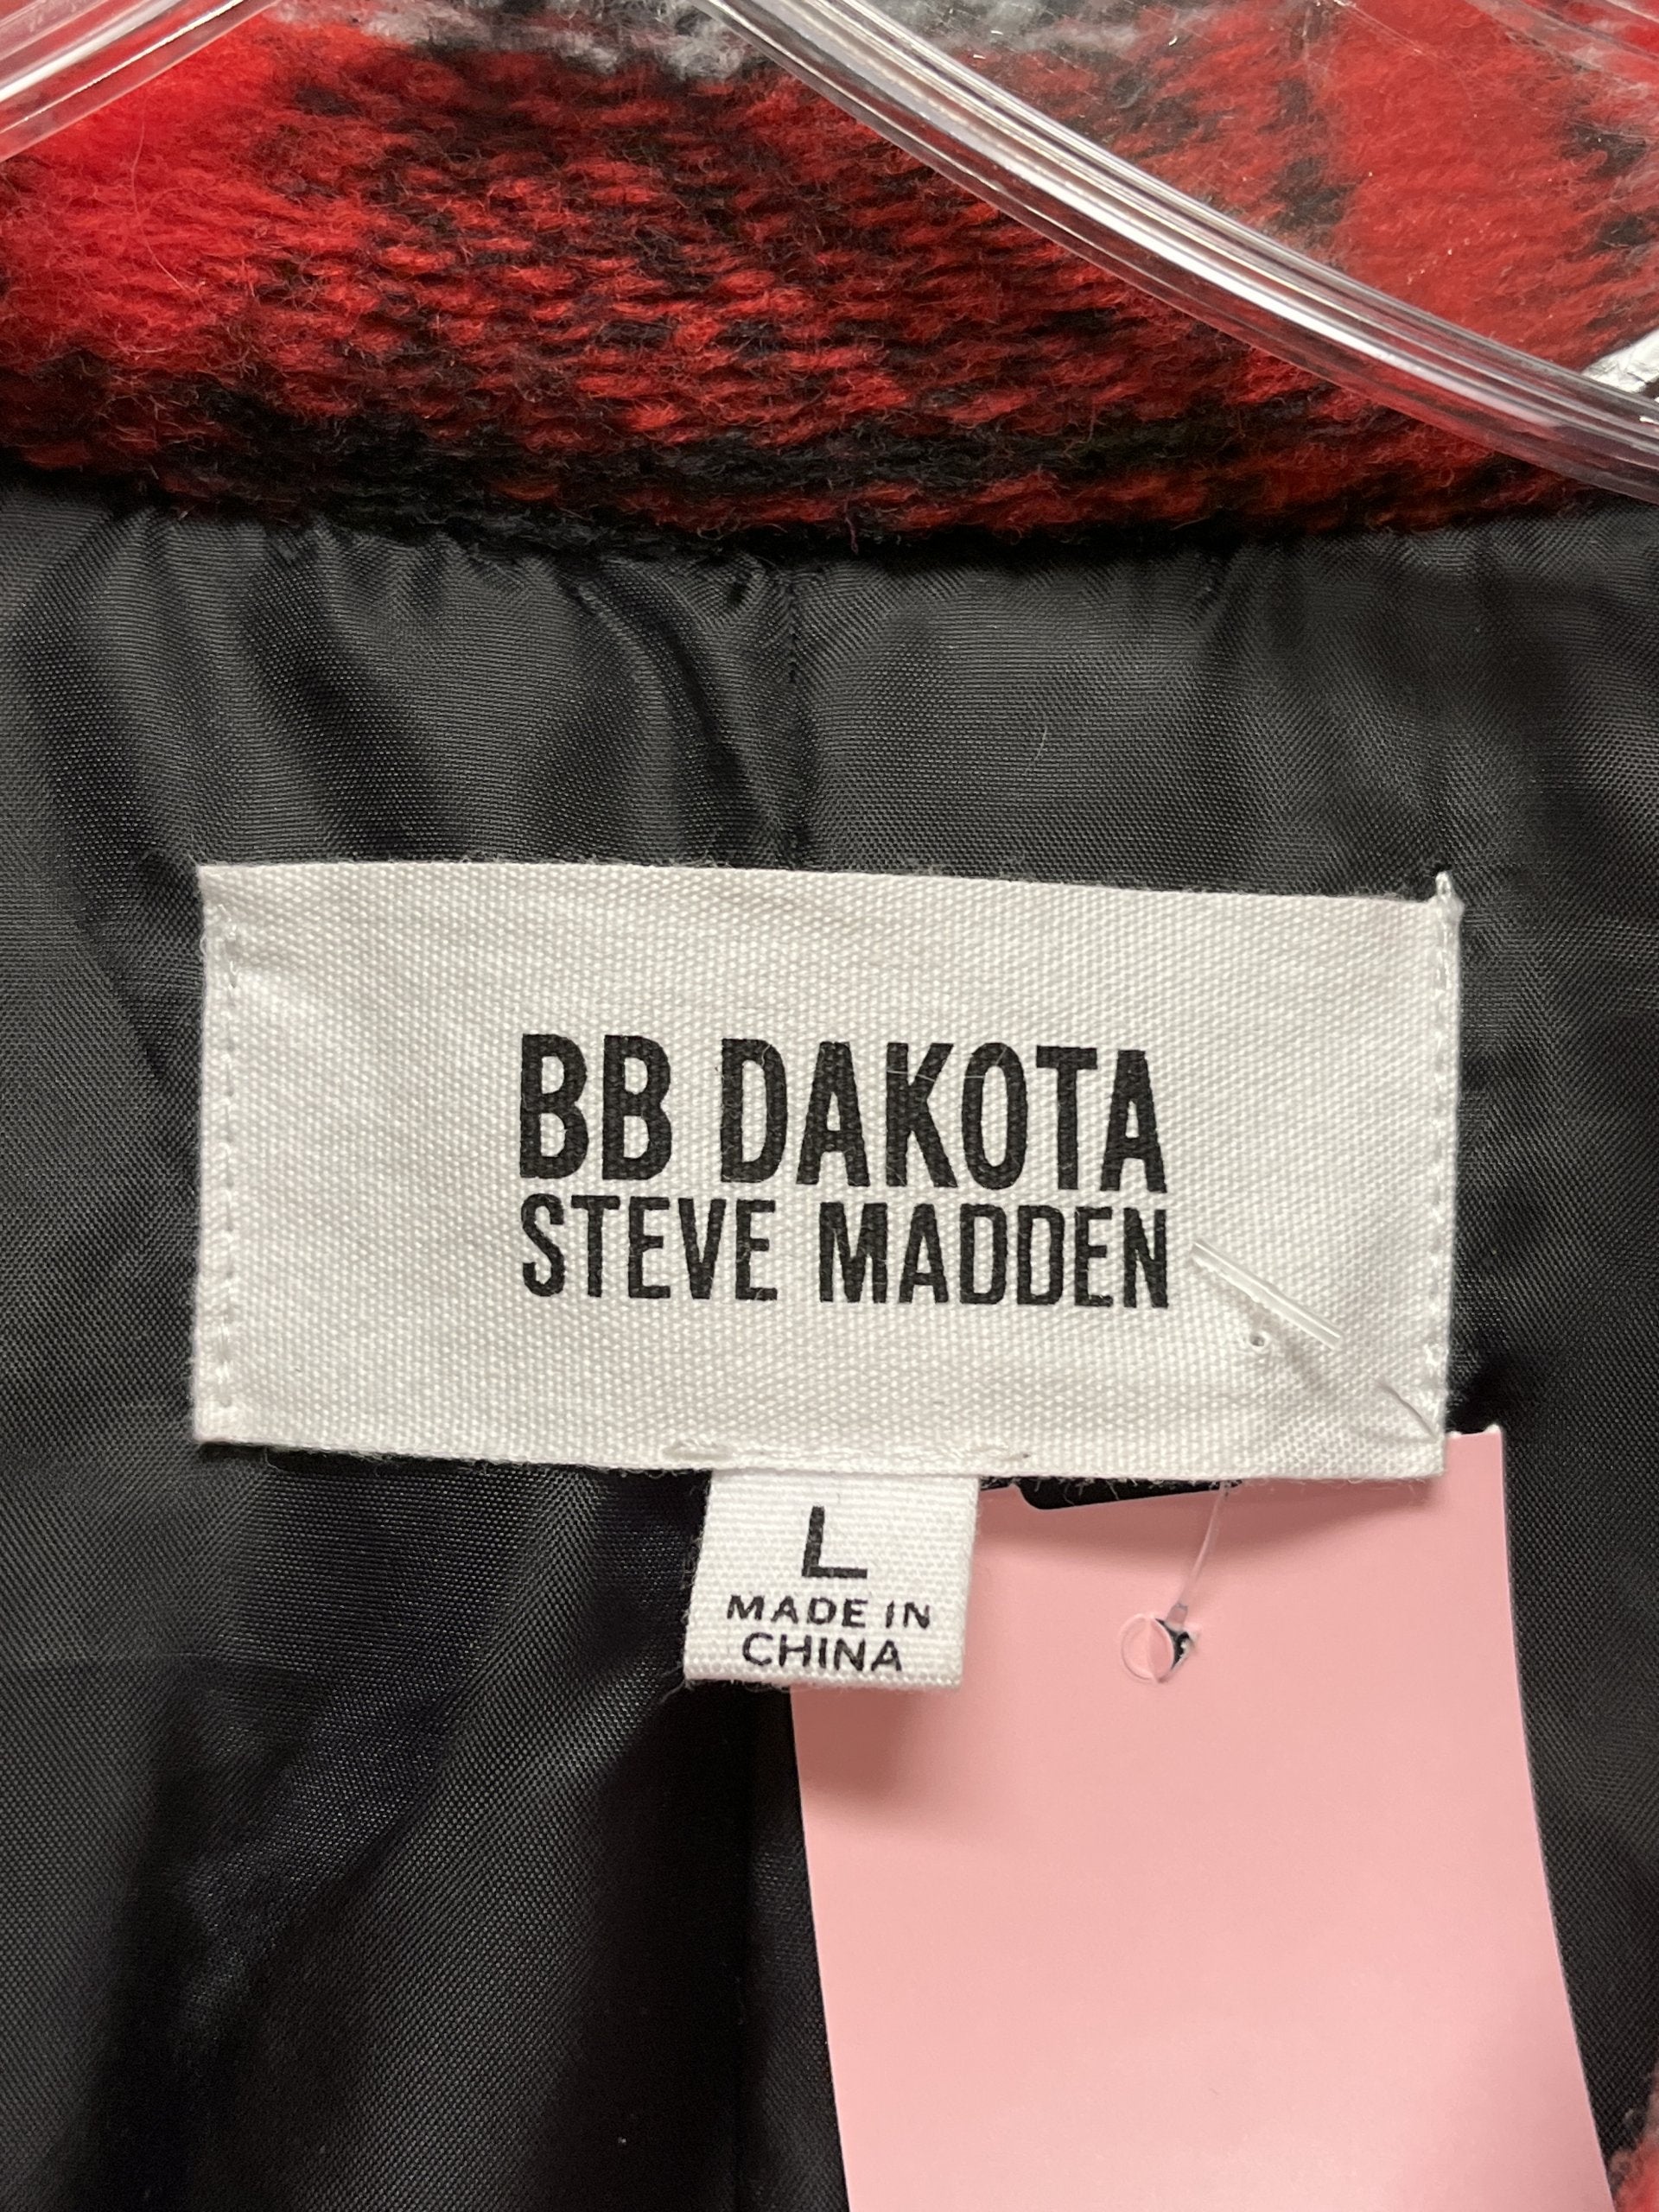 BB DAKOTA
STEVE MADDEN
L
MADE IN
CHINA